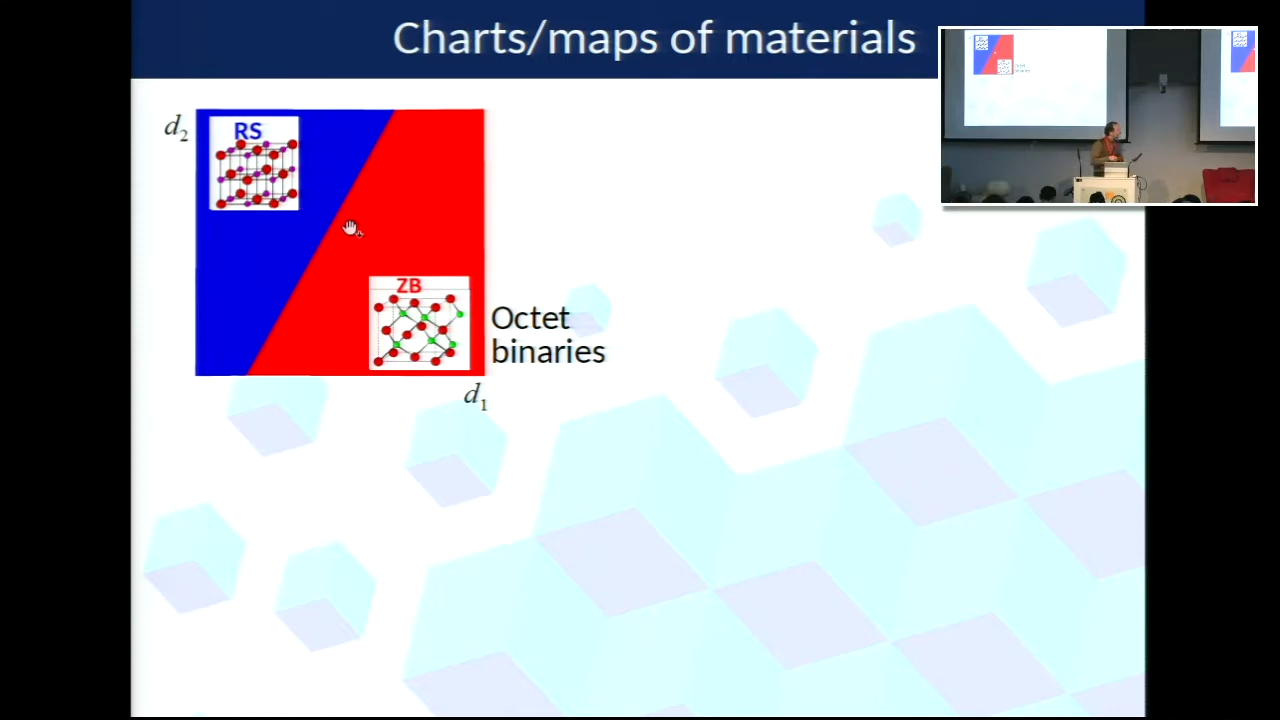 Charts/maps of materials
d2
RS
ZB
Octet
binaries
d1